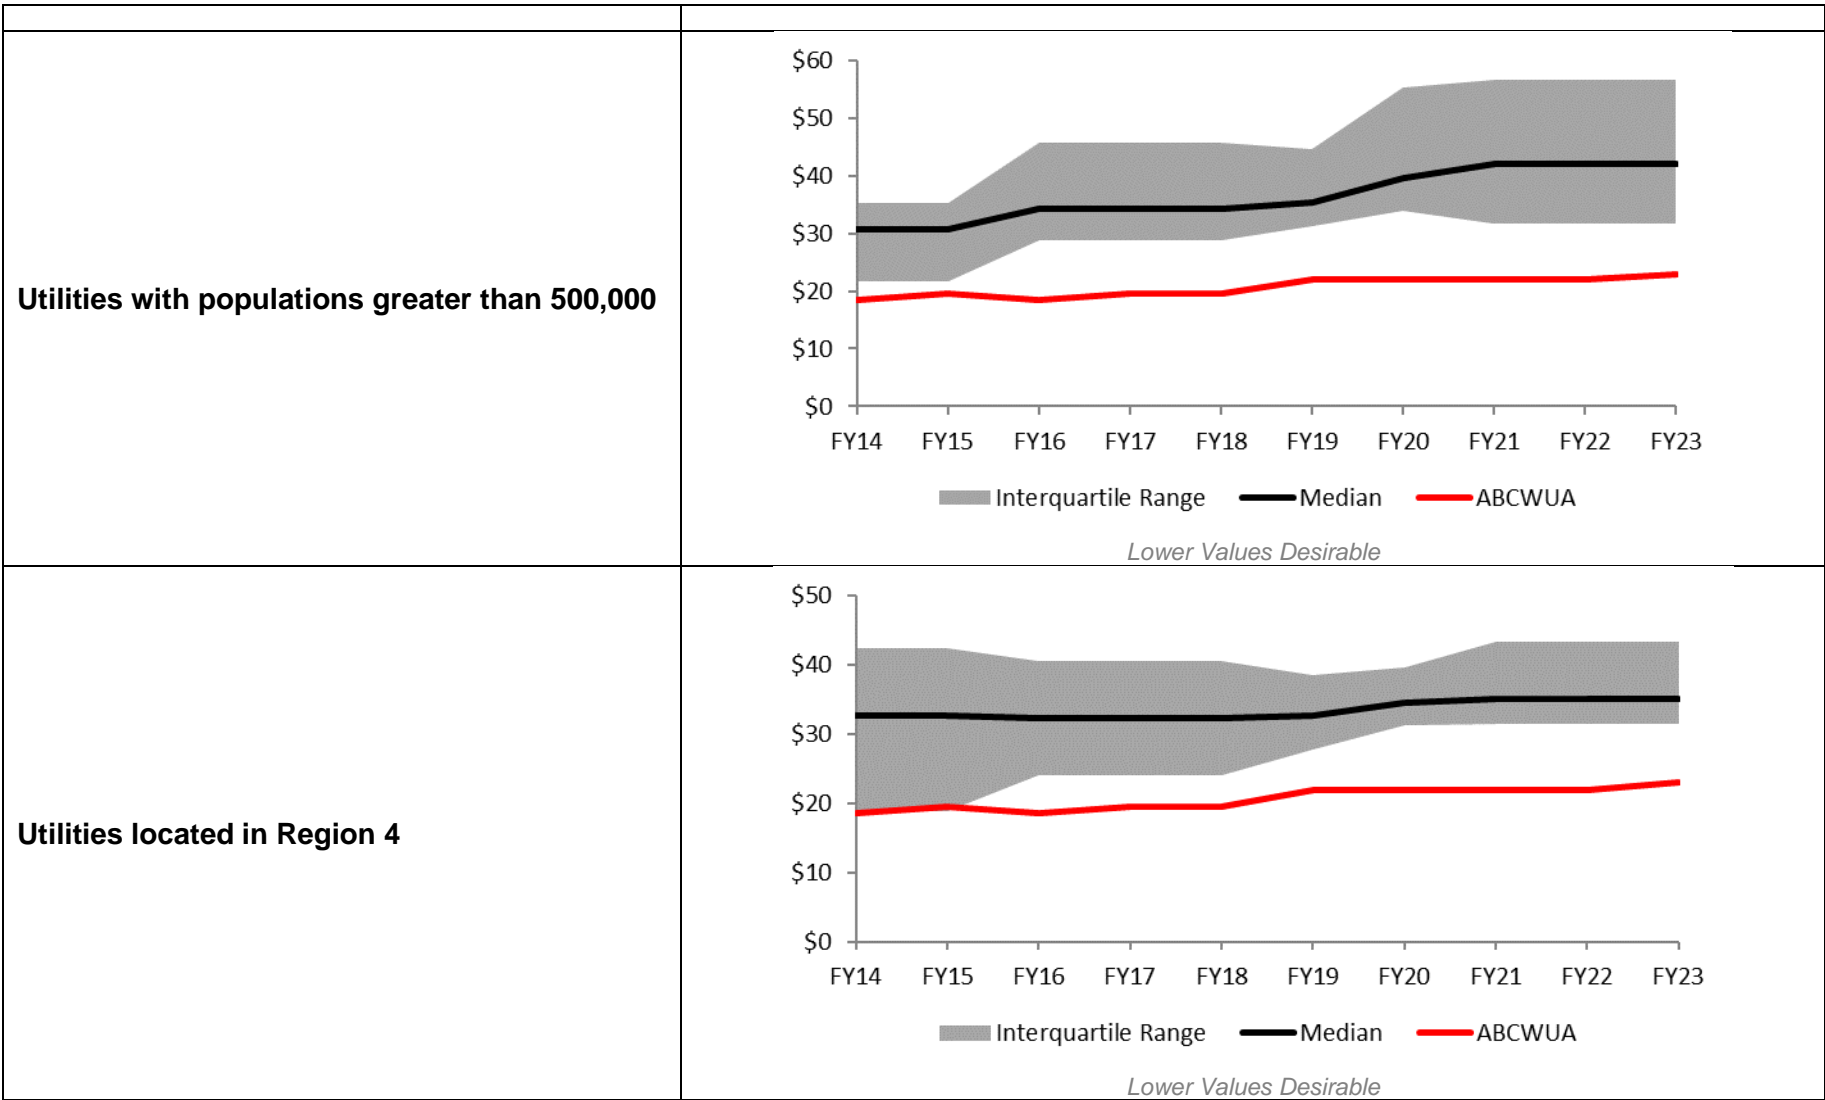 Utilities with populations greater than 500,000
$60
$50
$40
$30
$20
$10
$0
FY14 FY15 FY16 FY17 FY18 FY19 FY20 FY21 FY22 FY23
Interquartile Range Median ABCWUA
Lower Values Desirable
Utilities located in Region 4
$50
$40
$30
$20
$10
$0
FY14 FY15 FY16 FY17 FY18 FY19 FY20 FY21 FY22 FY23
Interquartile Range Median ABCWUA
Lower Values Desirable